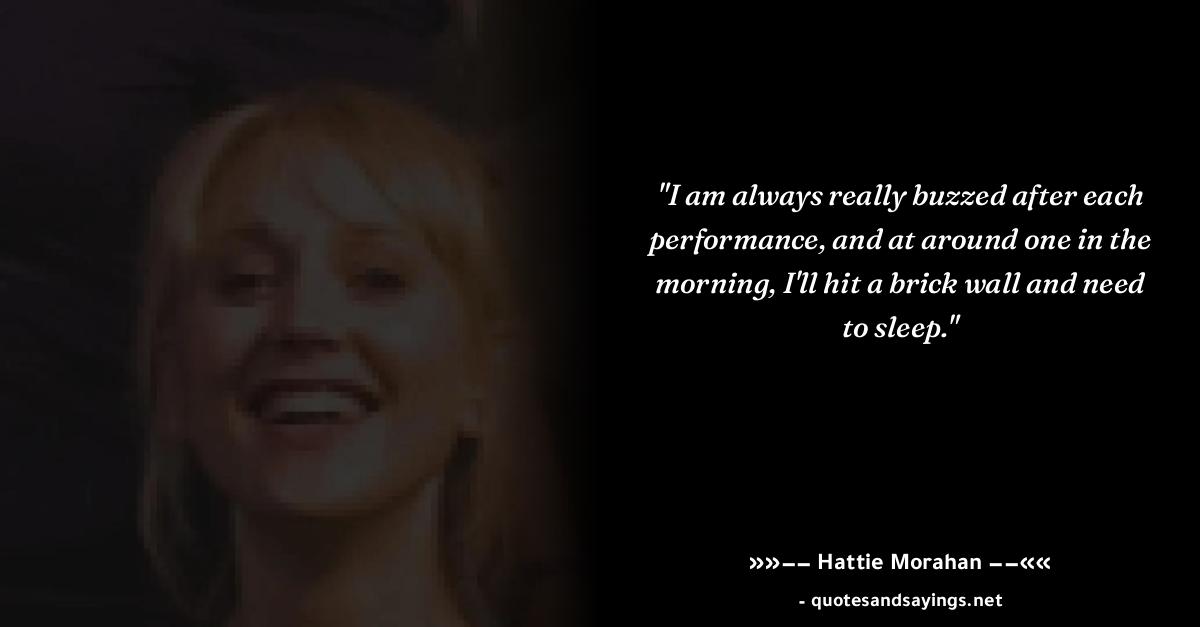 "I am always really buzzed after each
performance, and at around one in the
morning, I'll hit a brick wall and need
to sleep."
»»−− Hattie Morahan −−««
- quotesandsayings.net